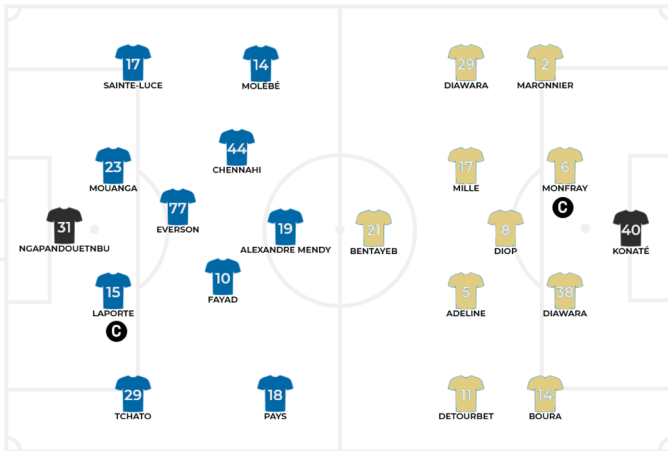 17
SAINTE-LUCE
14
MOLEBÉ
29
DIAWARA
2
MARONNIER
44
CHENNAHI
23
MOUANGA
17
MILLE
6
MONFRAY
C
77
EVERSON
31
NGAPANDOUETNBU
19
ALEXANDRE MENDY
21
BENTAYEB
8
DIOP
40
KONATÉ
10
FAYAD
15
LAPORTE
C
5
ADELINE
38
DIAWARA
29
TCHATO
18
PAYS
11
DETOURBET
14
BOURA